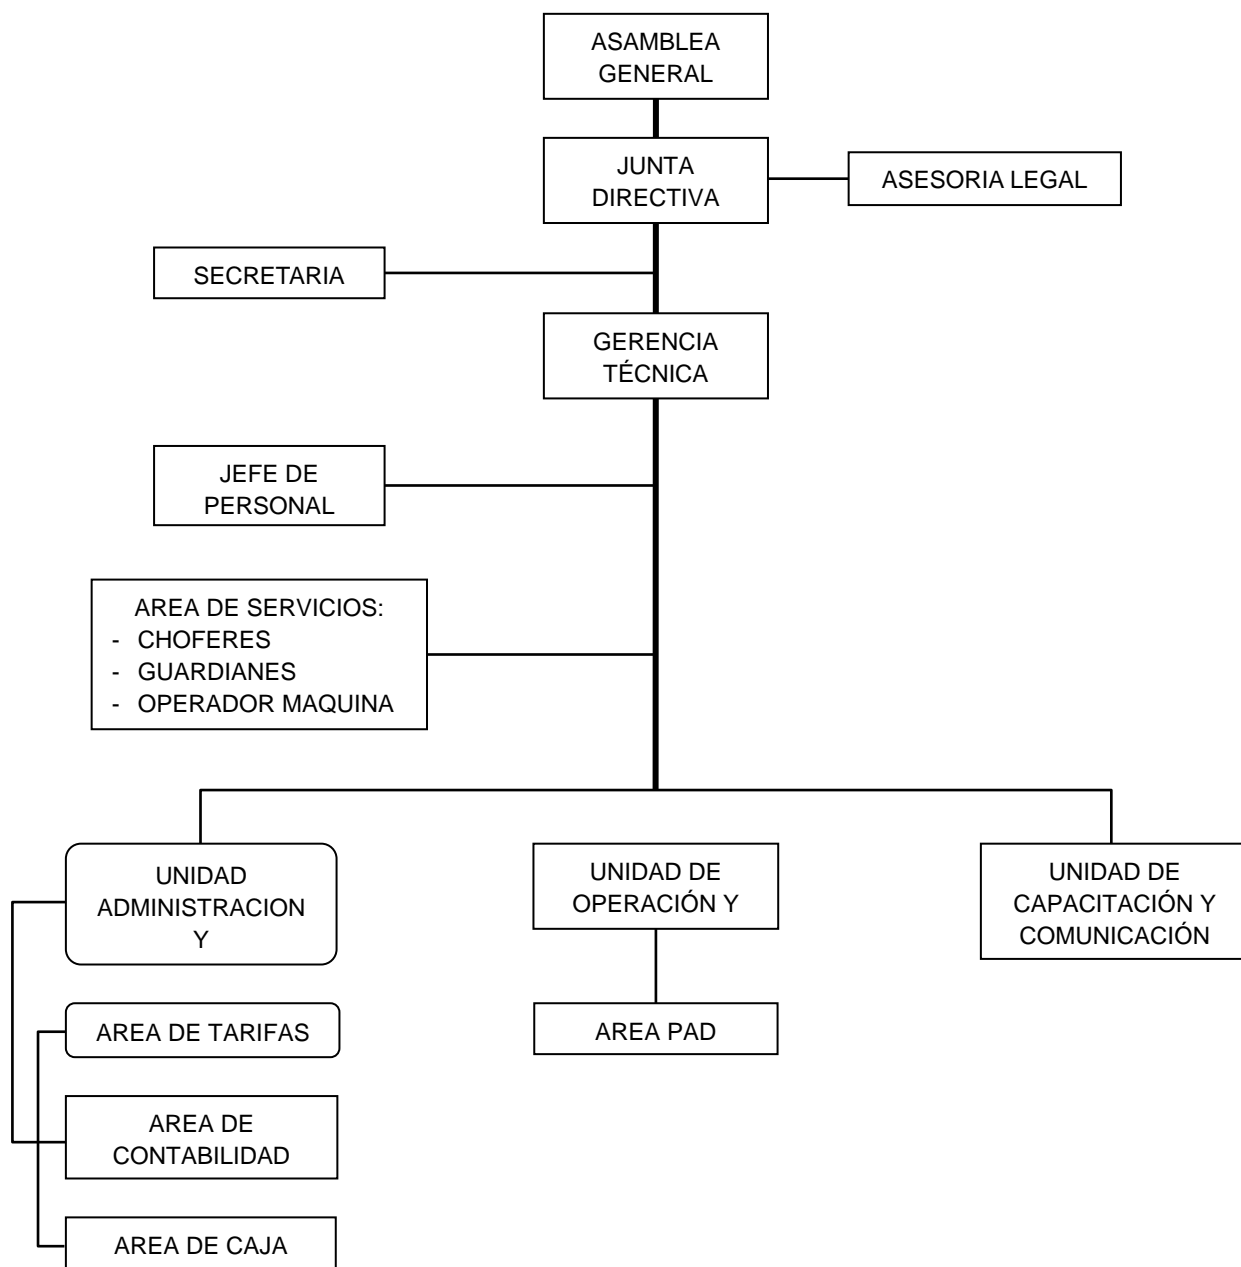 ASAMBLEA
GENERAL
JUNTA
DIRECTIVA
ASESORIA LEGAL
SECRETARIA
GERENCIA
TÉCNICA
JEFE DE
PERSONAL
AREA DE SERVICIOS:
- CHOFERES
- GUARDIANES
- OPERADOR MAQUINA
UNIDAD
ADMINISTRACION
Y
UNIDAD DE
OPERACIÓN Y
UNIDAD DE
CAPACITACIÓN Y
COMUNICACIÓN
AREA DE TARIFAS
AREA PAD
AREA DE
CONTABILIDAD
AREA DE CAJA